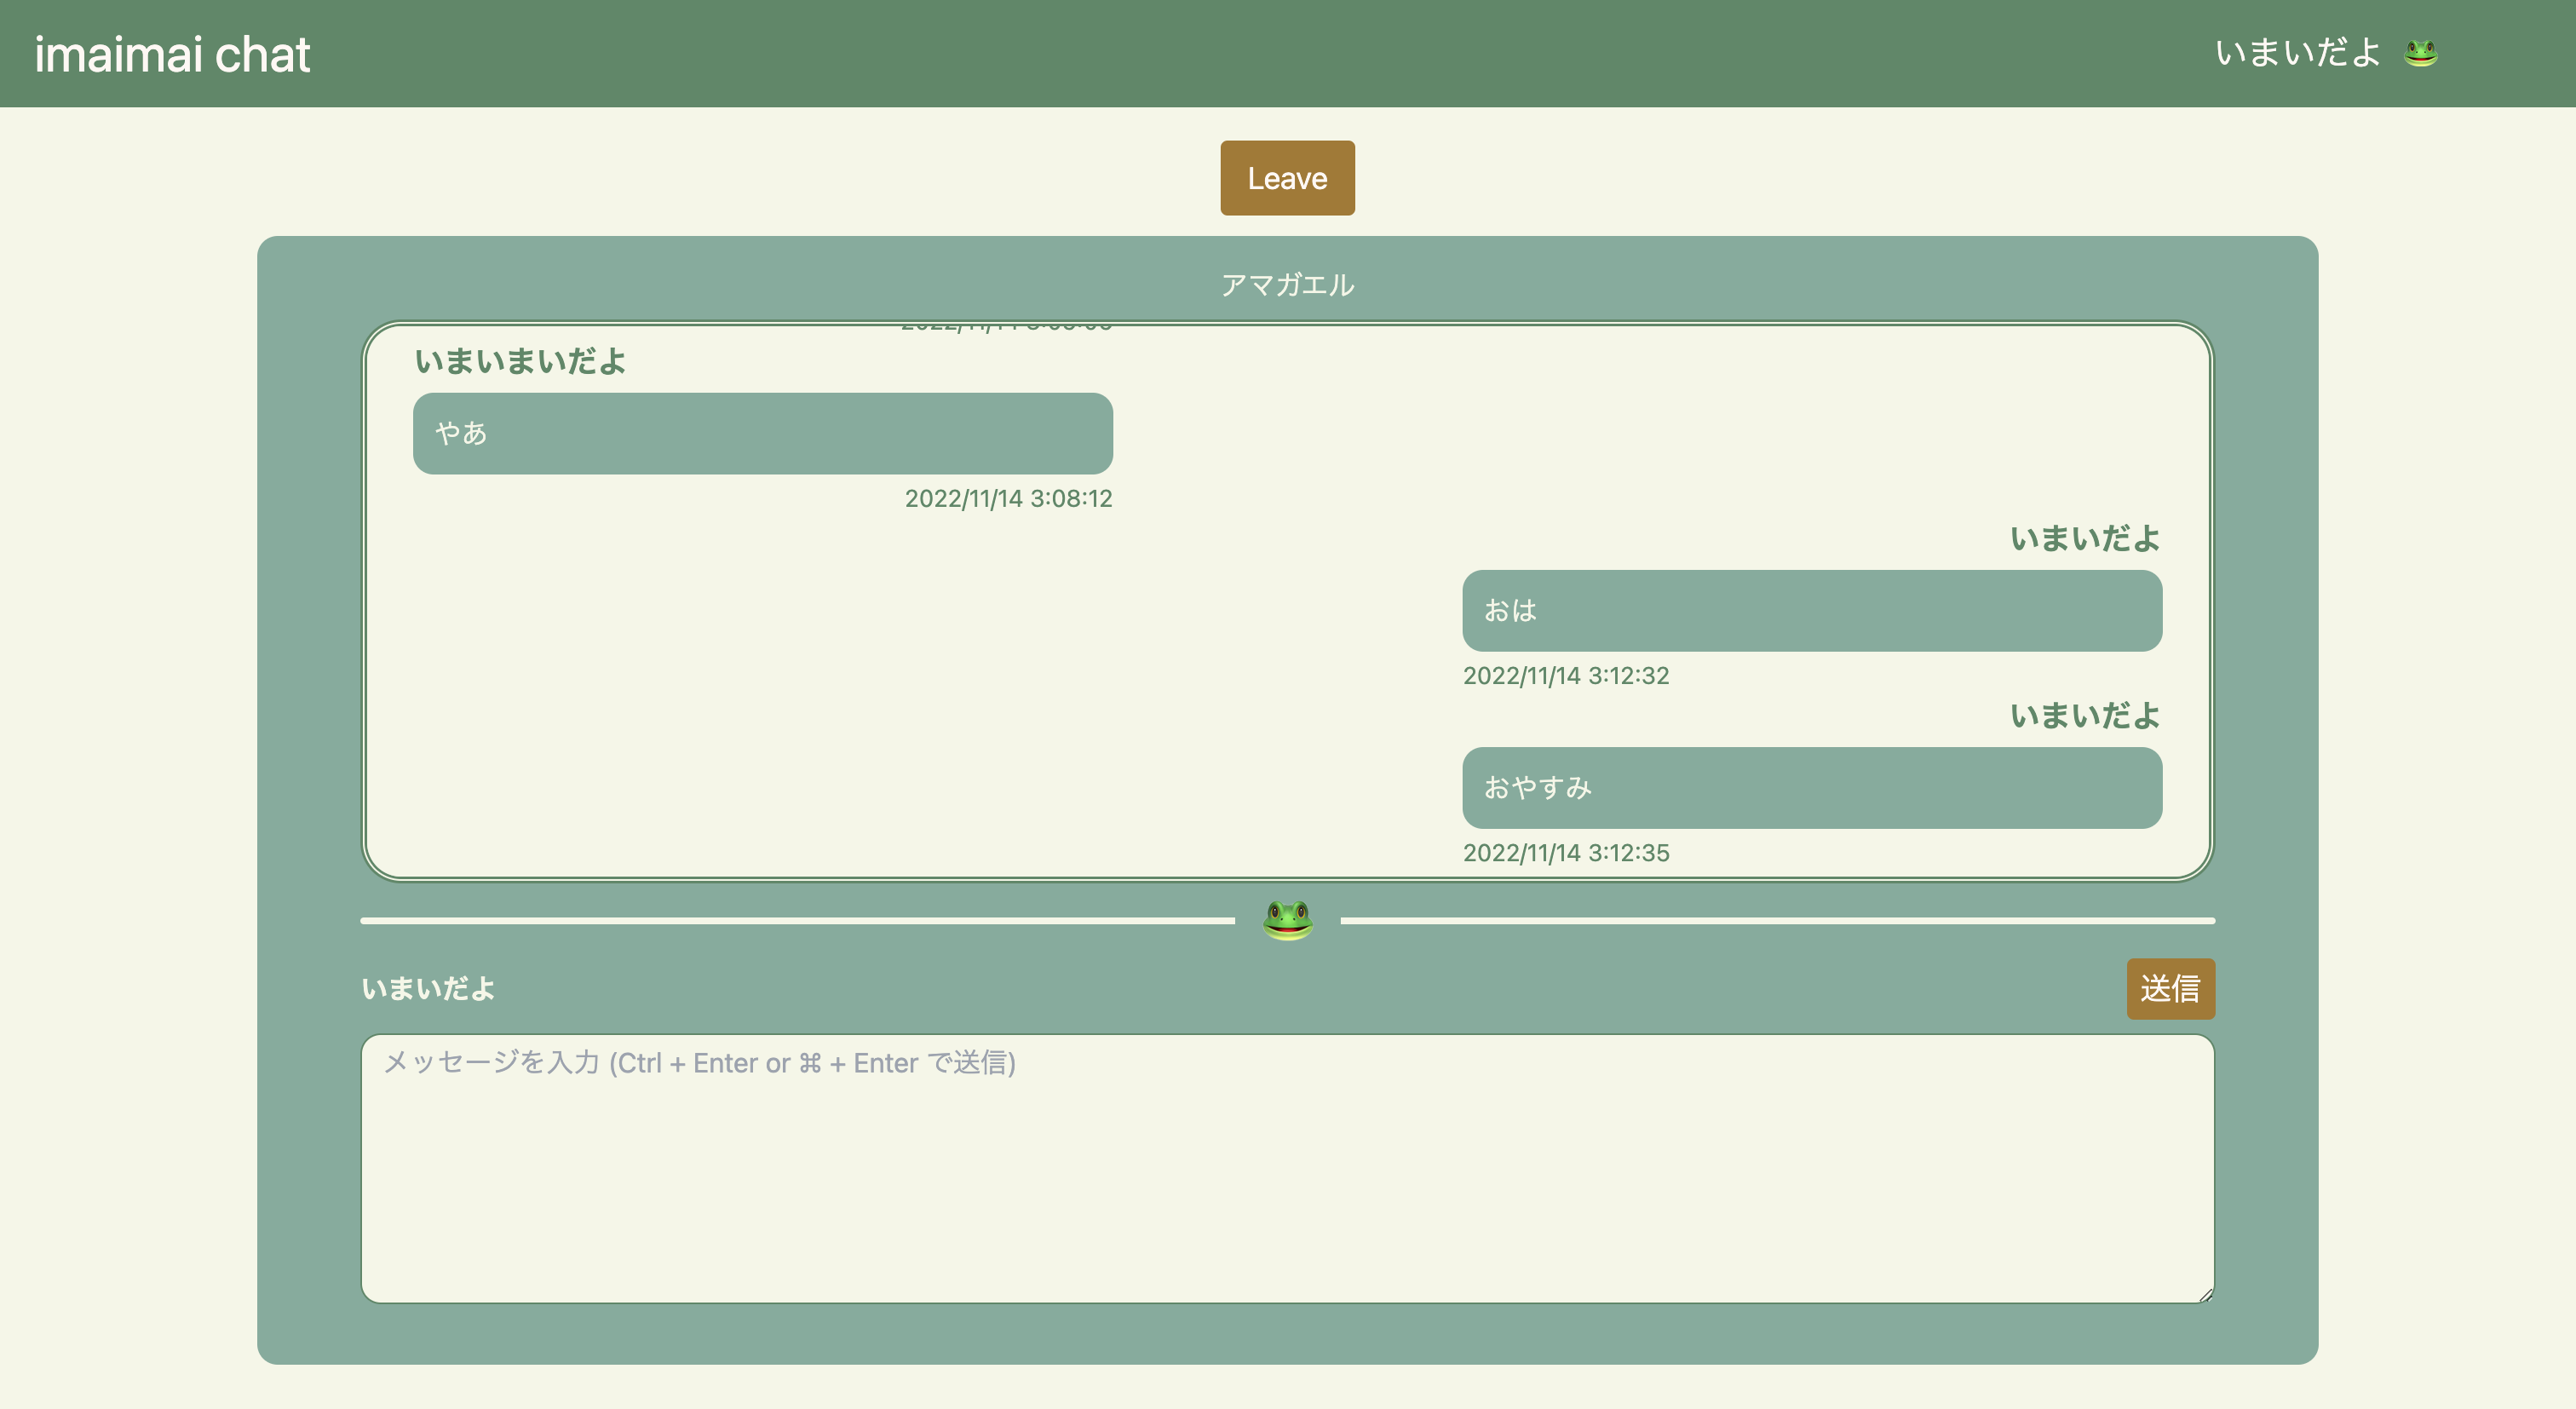 imaimai chat
いまいだよ 🐸
Leave
アマガエル
いまいまいだよ
やあ
2022/11/14 3:08:12
いまいだよ
おは
2022/11/14 3:12:32
いまいだよ
おやすみ
2022/11/14 3:12:35
🐸
いまいだよ
送信
メッセージを入力 (Ctrl + Enter or ⌘ + Enter で送信)